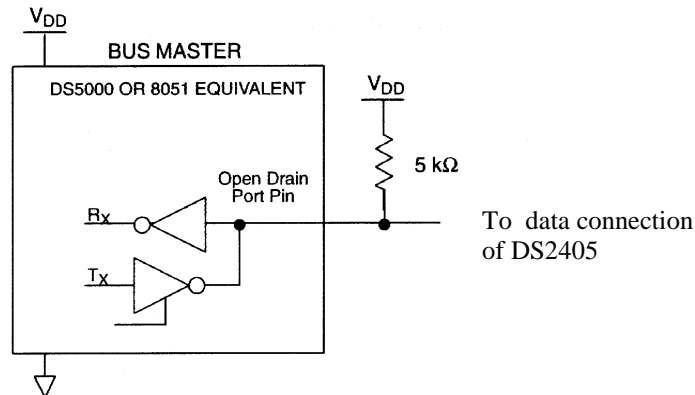 VDD
BUS MASTER
DS5000 OR 8051 EQUIVALENT
VDD
5 kΩ
Open Drain
Port Pin
RX
TX
To data connection
of DS2405